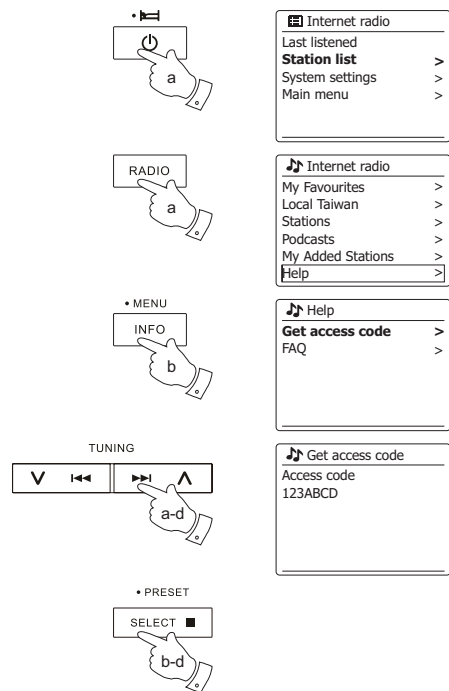 a
RADIO
a
• MENU
INFO
b
TUNING
a-d
• PRESET
SELECT ■
b-d
Internet radio
Last listened
Station list >
System settings >
Main menu >
Internet radio
My Favourites >
Local Taiwan >
Stations >
Podcasts >
My Added Stations >
Help >
Help
Get access code >
FAQ >
Get access code
Access code
123ABCD